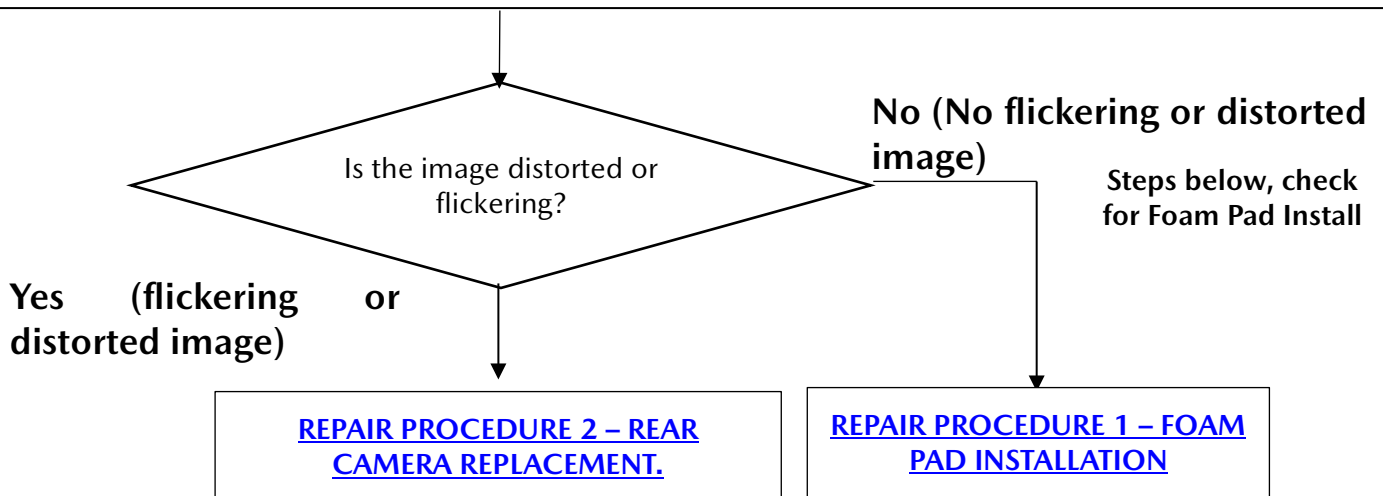 No (No flickering or distorted
image)
Is the image distorted or
flickering?
Steps below, check
for Foam Pad Install
Yes (flickering or
distorted image)
REPAIR PROCEDURE 2 – REAR
CAMERA REPLACEMENT.
REPAIR PROCEDURE 1 – FOAM
PAD INSTALLATION